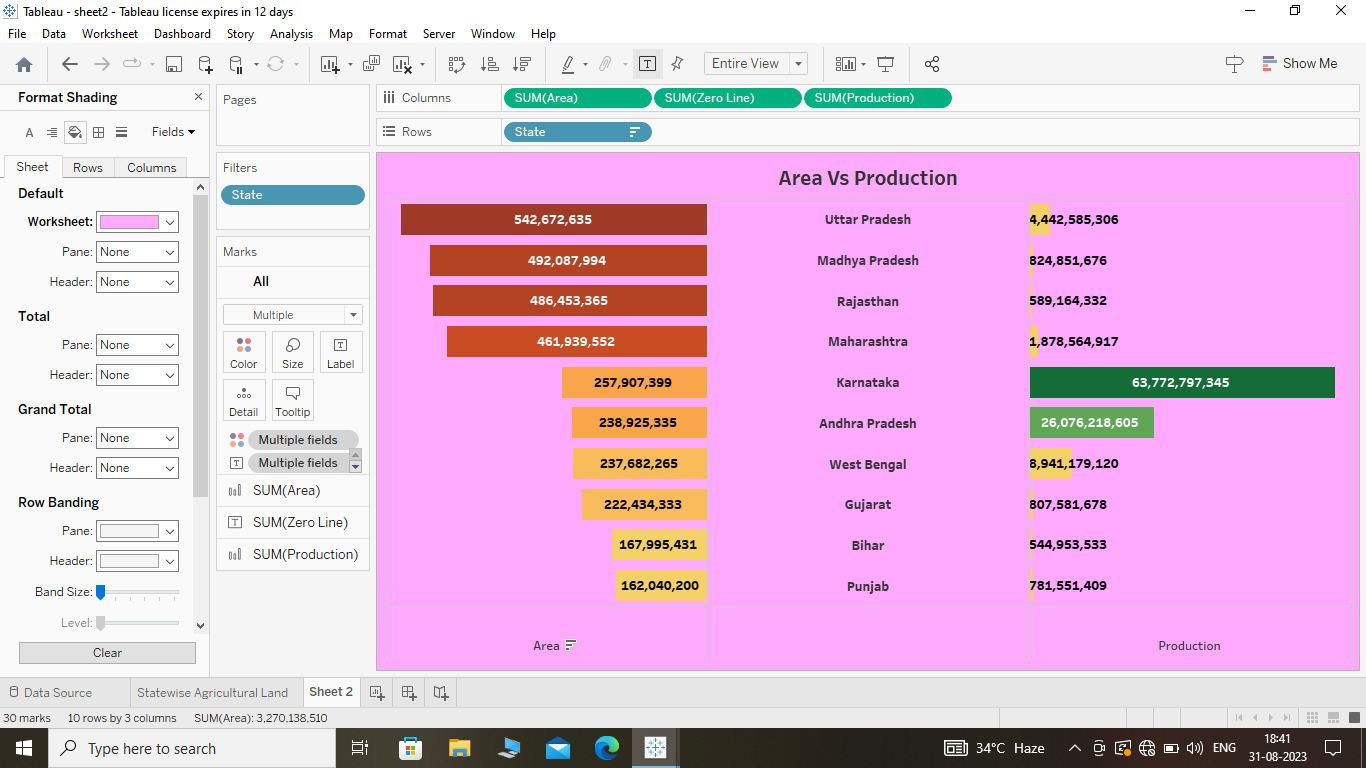 Tableau - sheet2 - Tableau license expires in 12 days
File Data Worksheet Dashboard Story Analysis Map Format Server Window Help
Entire View
Show Me
Format Shading
A
Fields
Sheet Rows Columns
Default
Worksheet:
Pane: None
Header: None
Total
Pane: None
Header: None
Grand Total
Pane: None
Header: None
Row Banding
Pane:
Header:
Band Size:
Level:
Clear
Pages
Filters
State
Marks
All
Multiple
Color Size Label
Detail Tooltip
Multiple fields
Multiple fields
SUM(Area)
SUM(Zero Line)
SUM(Production)
Columns SUM(Area) SUM(Zero Line) SUM(Production)
Rows State
Area Vs Production
542,672,635 Uttar Pradesh 4,442,585,306
492,087,994 Madhya Pradesh 824,851,676
486,453,365 Rajasthan 589,164,332
461,939,552 Maharashtra 1,878,564,917
257,907,399 Karnataka 63,772,797,345
238,925,335 Andhra Pradesh 26,076,218,605
237,682,265 West Bengal 8,941,179,120
222,434,333 Gujarat 807,581,678
167,995,431 Bihar 544,953,533
162,040,200 Punjab 781,551,409
Area Production
Data Source Statewise Agricultural Land Sheet 2
30 marks 10 rows by 3 columns SUM(Area): 3,270,138,510
Type here to search
34°C Haze
ENG
18:41
31-08-2023